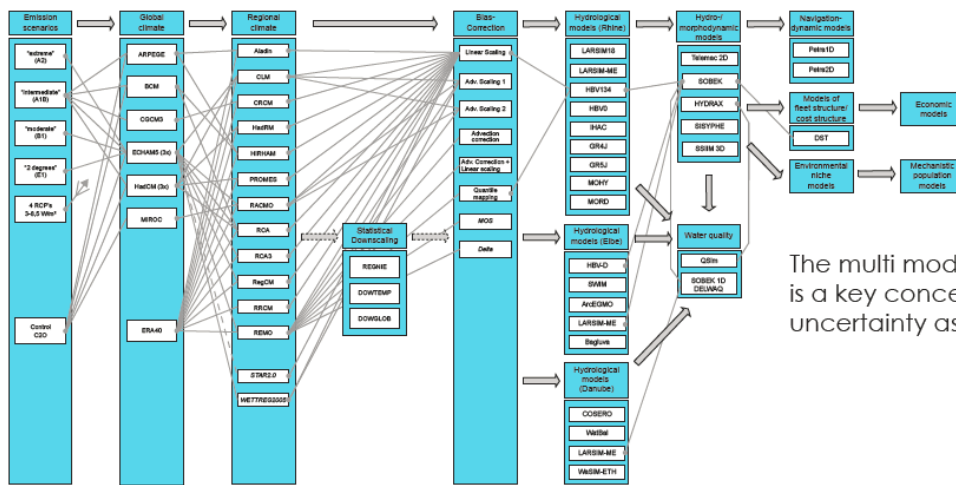 Emission
scenarios
"extreme"
(A2)
"intermediate"
(A1B)
"moderate"
(B1)
"2 degrees"
(E1)
4 RCP's
3-8,5 W/m²
Control
C20
Global
climate
ARPEGE
BCM
CGCM3
ECHAM5 (3x)
HadCM (3x)
MIROC
ERA40
Regional
climate
Aladin
CLM
CRCM
HadRM
HIRHAM
PROMES
RACMO
RCA
RCA3
RegCM
RRCM
REMO
STAR2.0
Statistical
Downscaling
REGNIE
DOWTEMP
DOWGLOB
Bias-
Correction
Linear Scaling
Adv. Scaling 1
Adv. Scaling 2
Advection
correction
Adv. Correction +
Linear scaling
Quantile
mapping
MOS
Delta
Hydrological
models (Rhine)
LARSIM18
LARSIM-ME
HBV134
HBV0
IHAC
GR4J
GR5J
MOHY
MORD
Hydrological
models (Elbe)
HBV-D
SWIM
ArcEGMO
LARSIM-ME
Bagluva
Hydrological
models
(Danube)
COSERO
WatBal
LARSIM-ME
WaSIM-ETH
Hydro-/
morphodynamic
models
Telemac 2D
SOBEK
HYDRAX
SISYPHE
SSIIM 3D
Water quality
QSim
SOBEK 1D
DELWAQ
Navigation-
dynamic models
Petra1D
Petra2D
Models of
fleet structure/
cost structure
DST
Environmental
niche
models
Economic
models
Mechanistic
population
models
The multi mod
is a key conce
uncertainty as